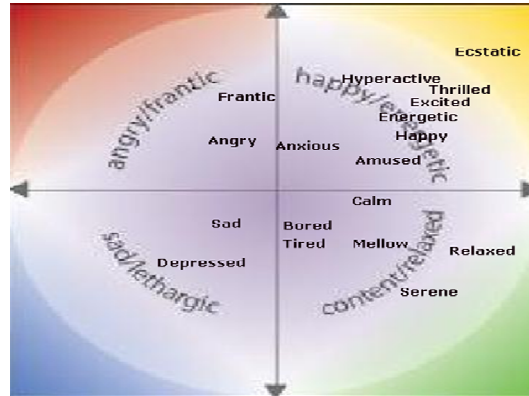 Ecstatic
Hyperactive
Thrilled
Excited
Frantic
Energetic
angry/frantic
happy/energetic
Happy
Angry
Anxious
Amused
Calm
Sad
Bored
Tired
Mellow
Relaxed
Depressed
sad/lethargic
content/relaxed
Serene